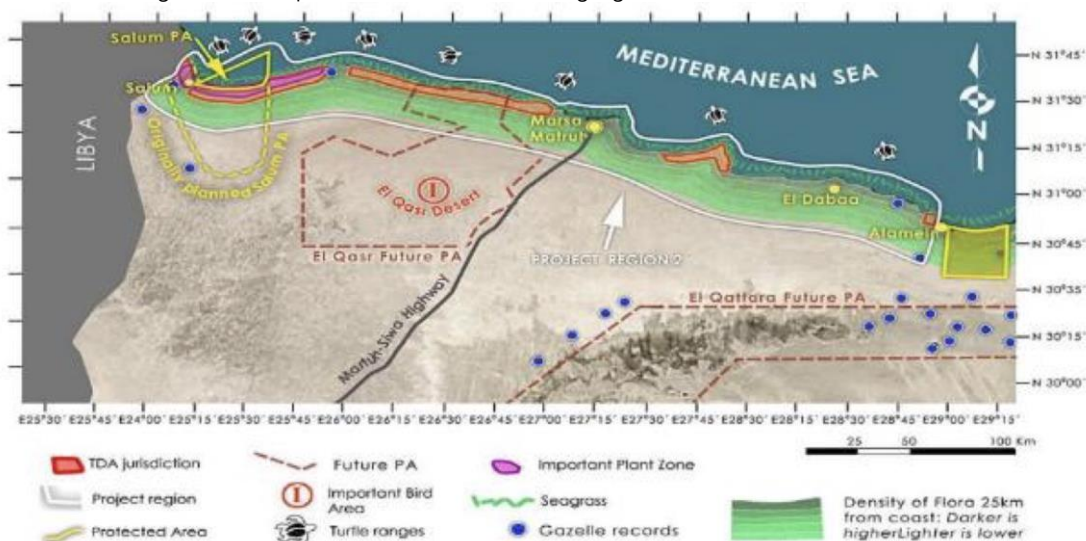 Salum PA
MEDITERRANEAN SEA
N 31°45´
Salum
N 31°30´
Marsa
Matruh
N
LIBYA
N 31°15´
Originally planned Salum PA
El Qasr Desert
I
El Dabaa
N 31°00´
Alamein
El Qasr Future PA
PROJECT REGION 2
N 30°45´
El Qattara Future PA
N 30°35´
Matruh-Siwa Highway
N 30°15´
N 30°00´
E25°30´ E25°45´ E24°00´ E25°15´ E25°30´ E25°45´ E26°00´ E26°15´ E26°30´ E26°45´ E27°00´ E27°15´ E27°30´ E27°45´ E28°00´ E28°15´ E28°30´ E28°45´ E29°00´ E29°15´
25 50 100 Km
TDA jurisdiction
Future PA
Important Plant Zone
Project region
I
Important Bird
Area
Seagrass
Protected Area
Turtle ranges
Gazelle records
Density of Flora 25km
from coast: Darker is
higherLighter is lower